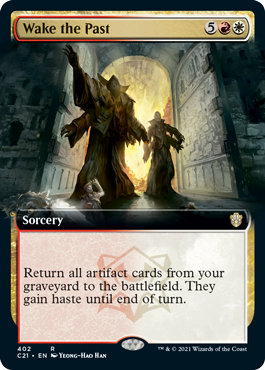 Wake the Past 5
Sorcery
Return all artifact cards from your
graveyard to the battlefield. They
gain haste until end of turn.
402 R
C21 • EN Yeong-Hao Han ™ & © 2021 Wizards of the Coast